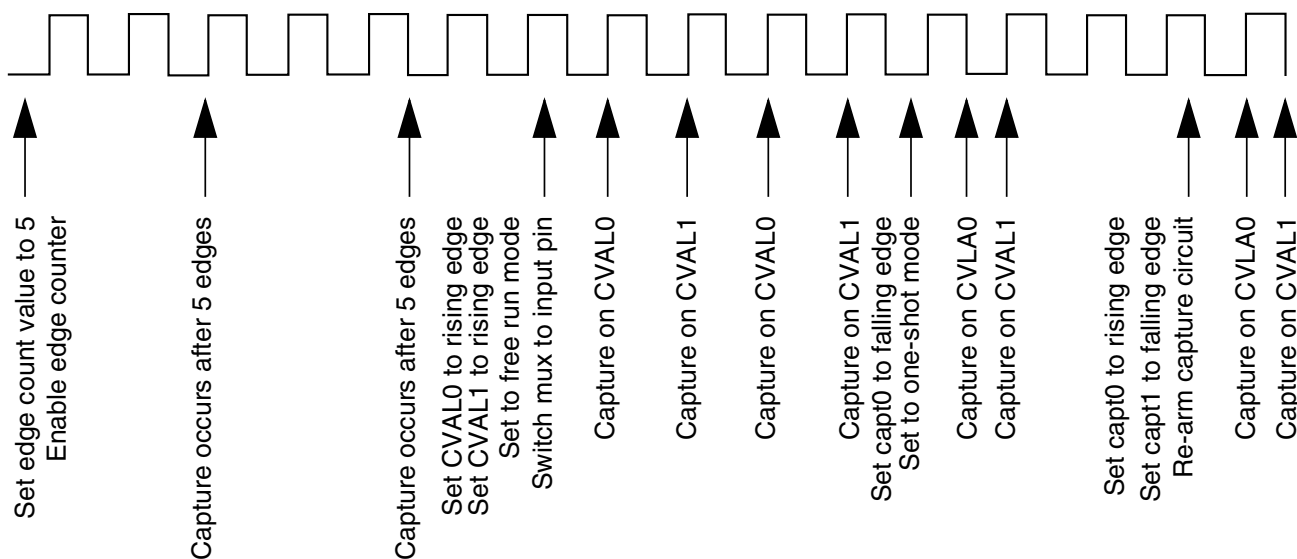 Set edge count value to 5
Enable edge counter
Capture occurs after 5 edges
Capture occurs after 5 edges
Set CVAL0 to rising edge
Set CVAL1 to rising edge
Set to free run mode
Switch mux to input pin
Capture on CVAL0
Capture on CVAL1
Capture on CVAL0
Capture on CVAL1
Set capt0 to falling edge
Set to one-shot mode
Capture on CVLA0
Capture on CVAL1
Set capt0 to rising edge
Set capt1 to falling edge
Re-arm capture circuit
Capture on CVLA0
Capture on CVAL1